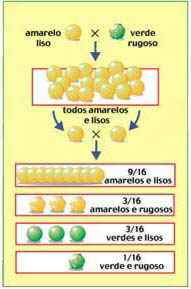 amarelo × verde
liso rugoso
todos amarelos
e lisos
×
9/16
amarelos e lisos
3/16
amarelos e rugosos
3/16
verdes e lisos
1/16
verde e rugoso